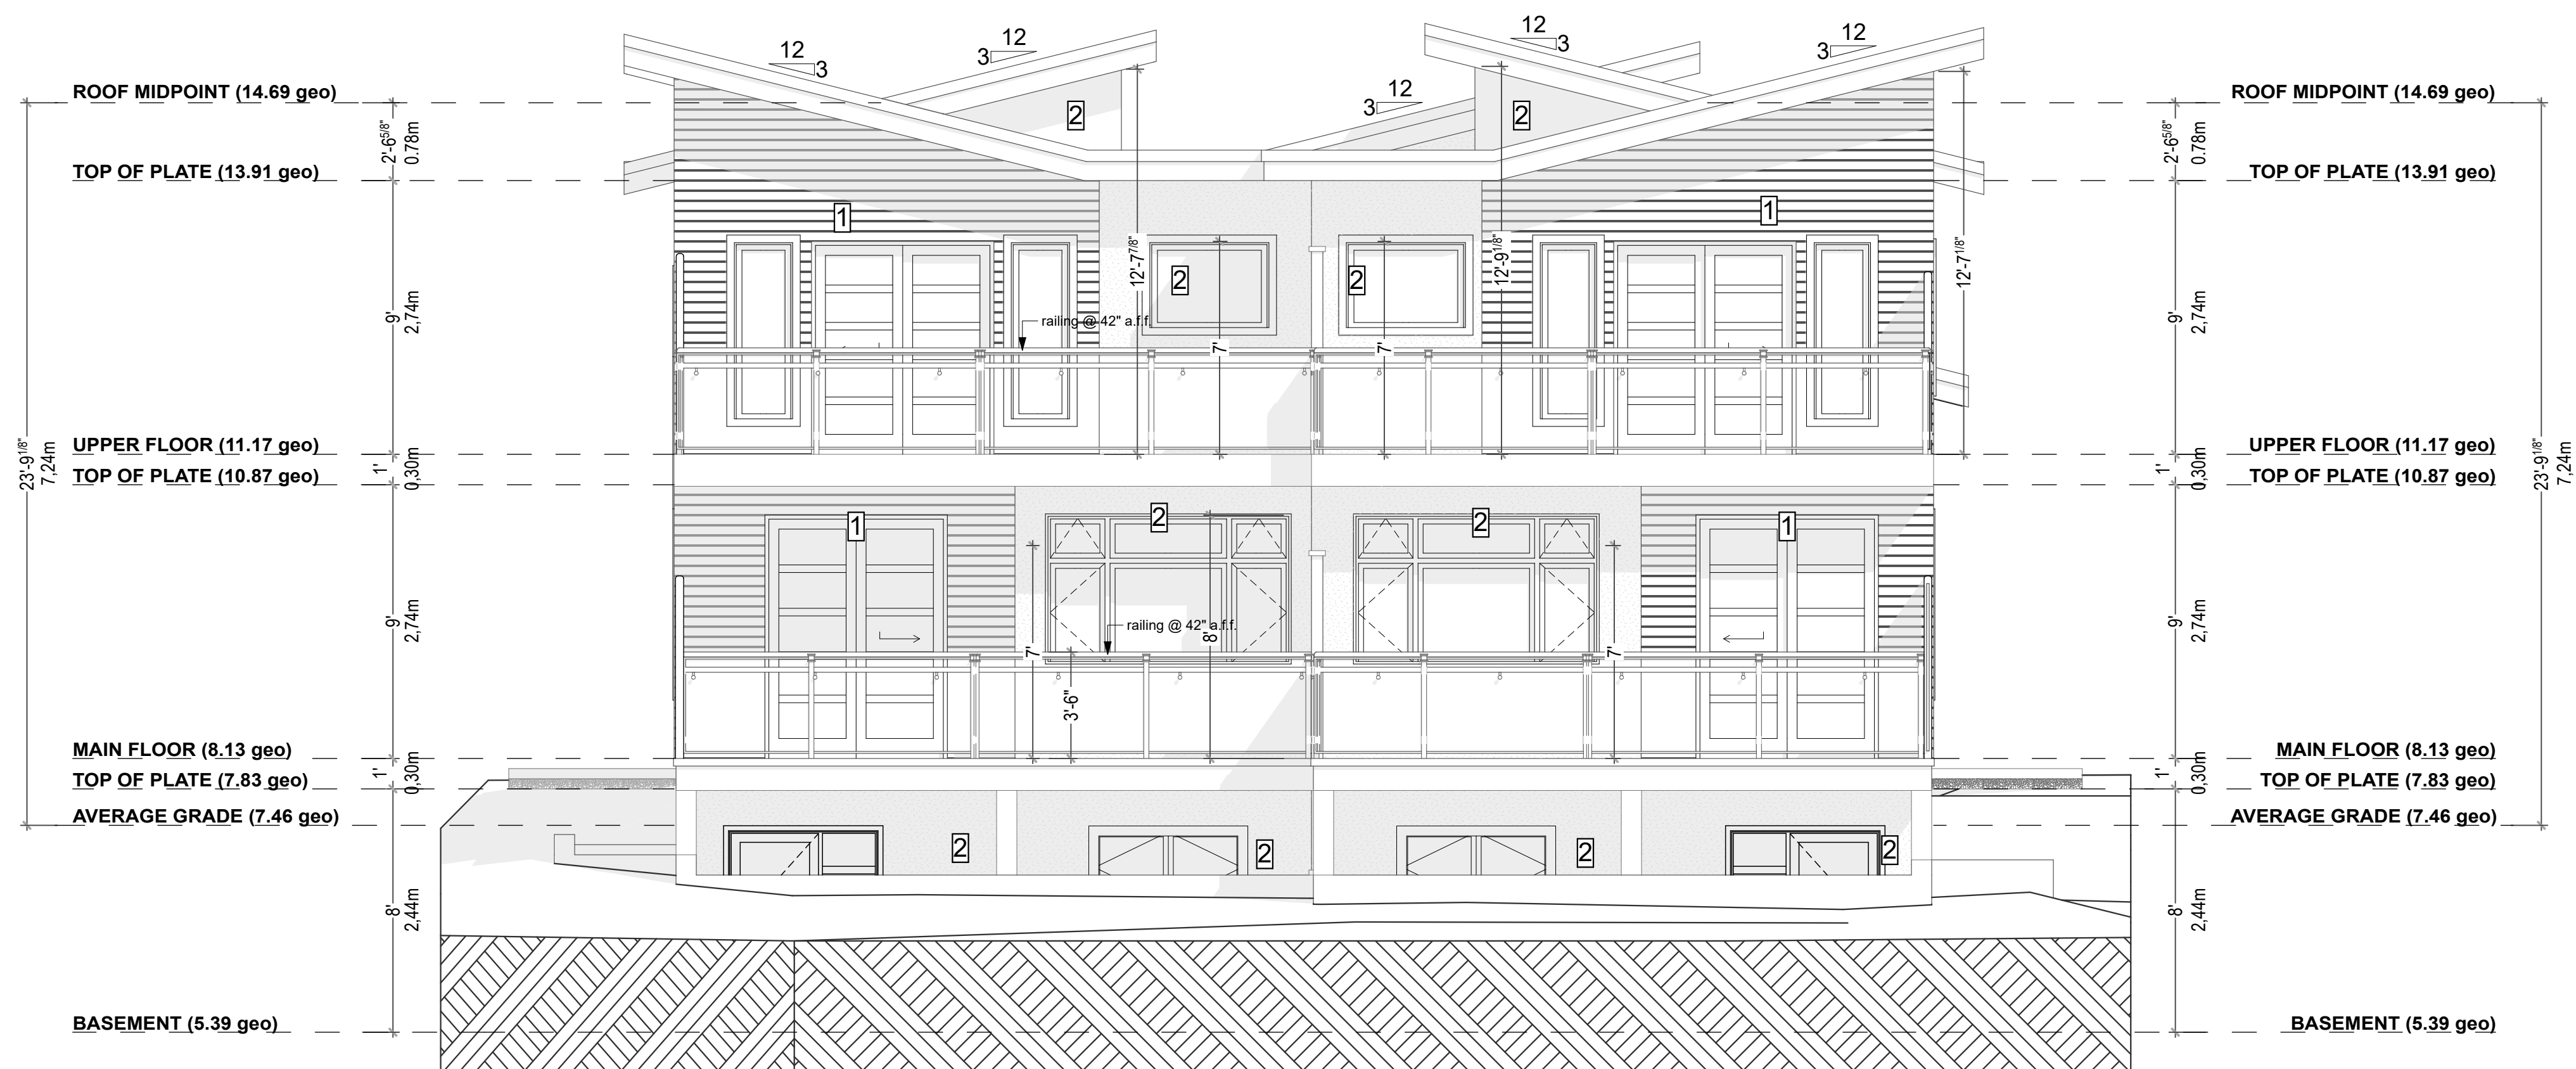 12
3
12
3
12
3
12
3
12
3
ROOF MIDPOINT (14.69 geo)
ROOF MIDPOINT (14.69 geo)
2'-6 5/8"
0.78m
2
2
2'-6 5/8"
0.78m
TOP OF PLATE (13.91 geo)
TOP OF PLATE (13.91 geo)
1
1
12'-7 7/8"
12'-9 1/8"
12'-7 1/8"
2
2
9'
2,74m
railing @ 42" a.f.f.
7'
7'
9'
2,74m
UPPER FLOOR (11.17 geo)
UPPER FLOOR (11.17 geo)
23'-9 1/8"
7,24m
1'
0,30m
1'
0,30m
23'-9 1/8"
7,24m
TOP OF PLATE (10.87 geo)
TOP OF PLATE (10.87 geo)
1
2
2
1
9'
2,74m
railing @ 42" a.f.f.
8'
7'
7'
3'-6"
9'
2,74m
MAIN FLOOR (8.13 geo)
MAIN FLOOR (8.13 geo)
1'
0,30m
1'
0,30m
TOP OF PLATE (7.83 geo)
TOP OF PLATE (7.83 geo)
AVERAGE GRADE (7.46 geo)
AVERAGE GRADE (7.46 geo)
2
2
2
2
8'
2,44m
8'
2,44m
BASEMENT (5.39 geo)
BASEMENT (5.39 geo)